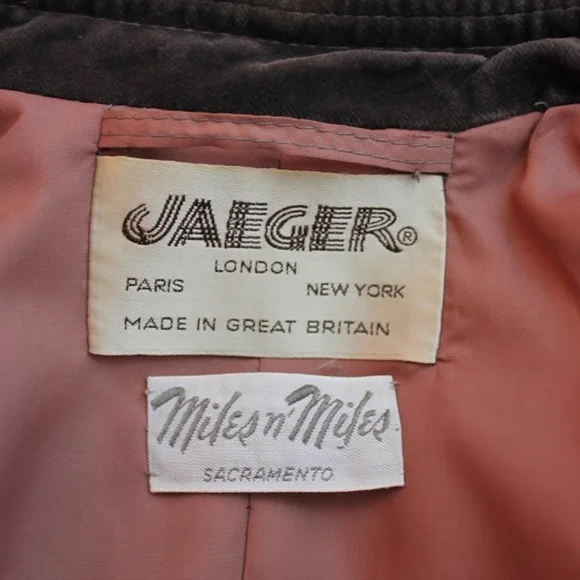 JAEGER®
LONDON
PARIS NEW YORK
MADE IN GREAT BRITAIN
Miles n' Miles
SACRAMENTO